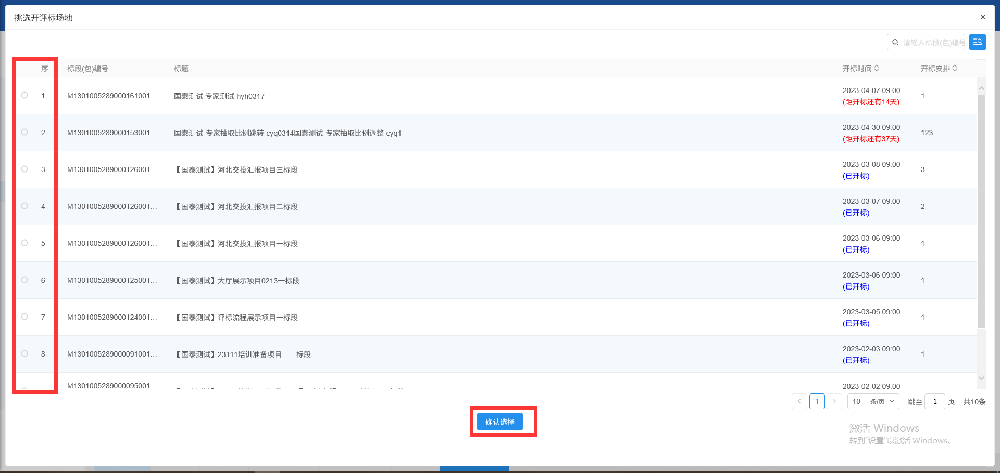 挑选开评标场地
×
请输入标段(包)编号
序 标段(包)编号 标题 开标时间 开标安排
1 M1301005289000161001... 国泰测试 专家测试-hyh0317 2023-04-07 09:00 1
(距开标还有14天)
2 M1301005289000153001... 国泰测试-专家抽取比例跳转-cyq0314国泰测试-专家抽取比例调整-cyq1 2023-04-30 09:00 123
(距开标还有37天)
3 M1301005289000126001... 【国泰测试】河北交投汇报项目三标段 2023-03-08 09:00 3
(已开标)
4 M1301005289000126001... 【国泰测试】河北交投汇报项目二标段 2023-03-07 09:00 2
(已开标)
5 M1301005289000126001... 【国泰测试】河北交投汇报项目一标段 2023-03-06 09:00 1
(已开标)
6 M1301005289000125001... 【国泰测试】大厅展示项目0213一标段 2023-03-06 09:00 1
(已开标)
7 M1301005289000124001... 【国泰测试】评标流程展示项目一标段 2023-03-05 09:00 1
(已开标)
8 M1301005289000091001... 【国泰测试】23111培训准备项目一一标段 2023-02-03 09:00 1
(已开标)
M1301005289000095001... 2023-02-02 09:00
1 10 条/页 跳至 1 页 共10条
确认选择
激活 Windows
转到“设置”以激活 Windows。